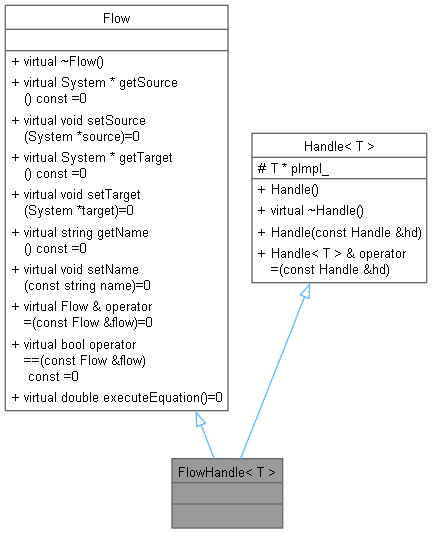 Flow
+ virtual ~Flow()
+ virtual System * getSource
() const =0
+ virtual void setSource
(System *source)=0
+ virtual System * getTarget
() const =0
+ virtual void setTarget
(System *target)=0
+ virtual string getName
() const =0
+ virtual void setName
(const string name)=0
+ virtual Flow & operator
=(const Flow &flow)=0
+ virtual bool operator
==(const Flow &flow)
const =0
+ virtual double executeEquation()=0
Handle< T >
# T * pImpl_
+ Handle()
+ virtual ~Handle()
+ Handle(const Handle &hd)
+ Handle< T > & operator
=(const Handle &hd)
FlowHandle< T >